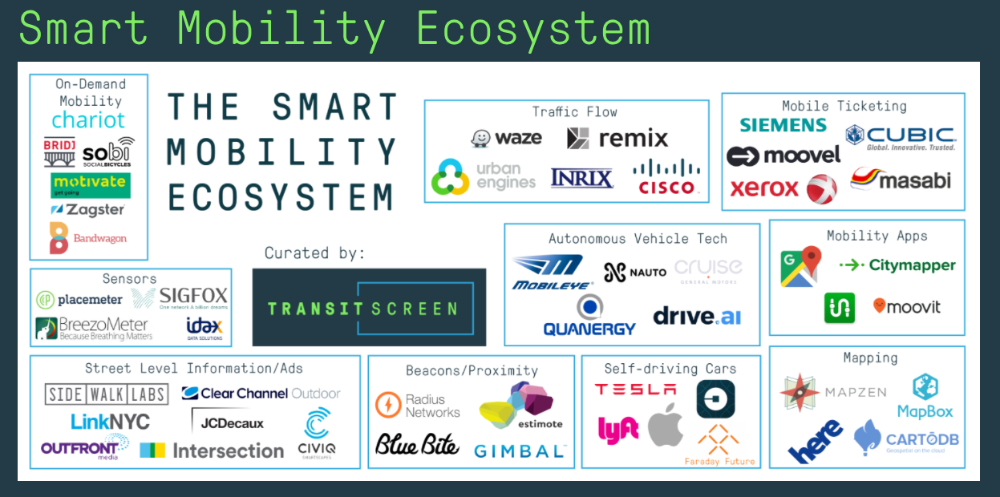 Smart Mobility Ecosystem
On-Demand
Mobility
chariot
BRIDJ
sobi
SOCIALBICYCLES
motivate
get going
Zagster
Bandwagon
THE SMART
MOBILITY
ECOSYSTEM
Curated by:
TRANSITSCREEN
Traffic Flow
waze
remix
urban
engines
INRIX
CISCO
Mobile Ticketing
SIEMENS
CUBIC
Global. Innovative. Trusted.
moovel
xerox
masabi
Sensors
placemeter
SIGFOX
One network A billion dreams
BreezoMeter
Because Breathing Matters
idax
DATA SOLUTIONS
Autonomous Vehicle Tech
MOBILEYE
NAUTO
cruise
GENERAL MOTORS
QUANERGY
drive.ai
Mobility Apps
G
Citymapper
moovit
Street Level Information/Ads
SIDE WALK LABS
Clear Channel Outdoor
LinkNYC
JCDecaux
CIVIQ
SMARTSCAPES
OUTFRONT
media
Intersection
Beacons/Proximity
Radius
Networks
estimote
Blue Bite
GIMBAL
Self-driving Cars
TESLA
lyft
Faraday Future
Mapping
MAPZEN
MapBox
here
CARTODB
Geospatial on the cloud